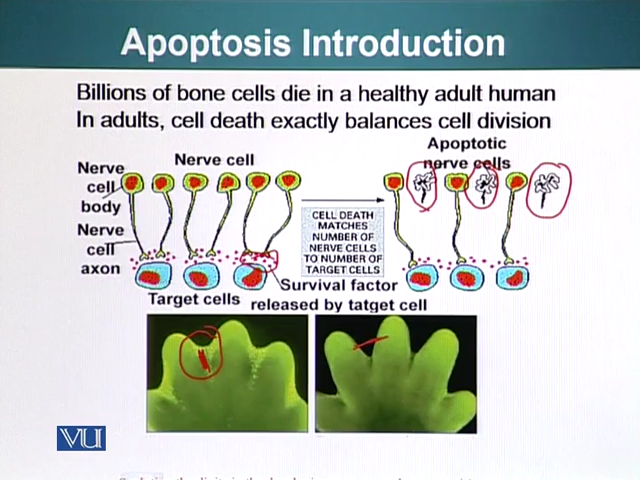 Apoptosis Introduction
Billions of bone cells die in a healthy adult human
In adults, cell death exactly balances cell division
Apoptotic
nerve cells
Nerve cell
Nerve
cell
body
Nerve
cell
axon
CELL DEATH
MATCHES
NUMBER OF
NERVE CELLS
TO NUMBER OF
TARGET CELLS
Target cells
Survival factor
released by tatget cell
VU